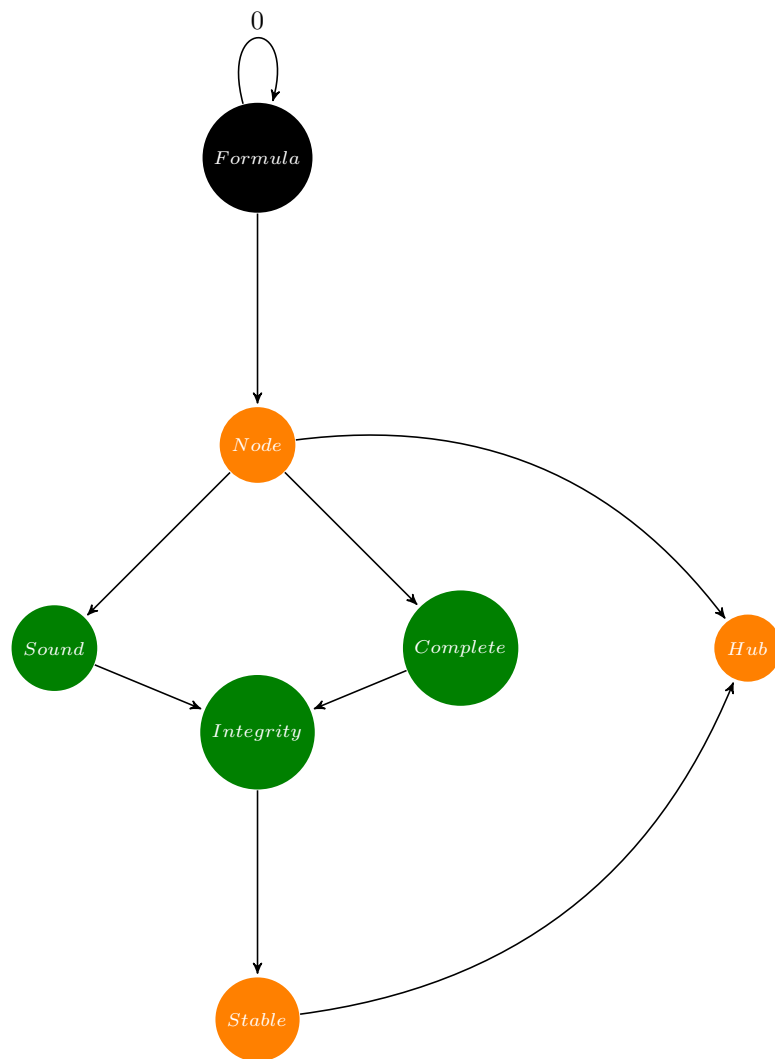 0
Formula
Node
Sound
Complete
Hub
Integrity
Stable